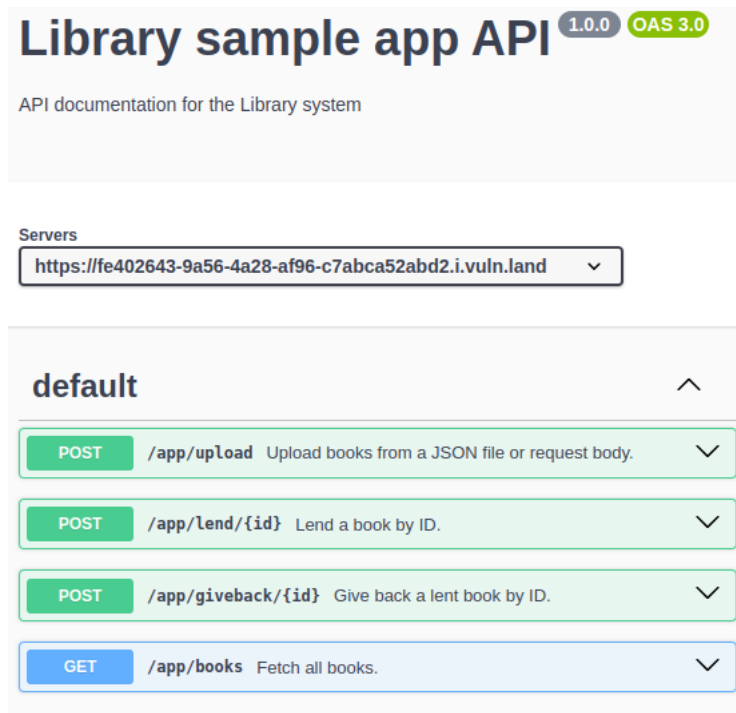 Library sample app API 1.0.0 OAS 3.0
API documentation for the Library system
Servers
https://fe402643-9a56-4a28-af96-c7abca52abd2.i.vuln.land
default
POST /app/upload Upload books from a JSON file or request body.
POST /app/lend/{id} Lend a book by ID.
POST /app/giveback/{id} Give back a lent book by ID.
GET /app/books Fetch all books.